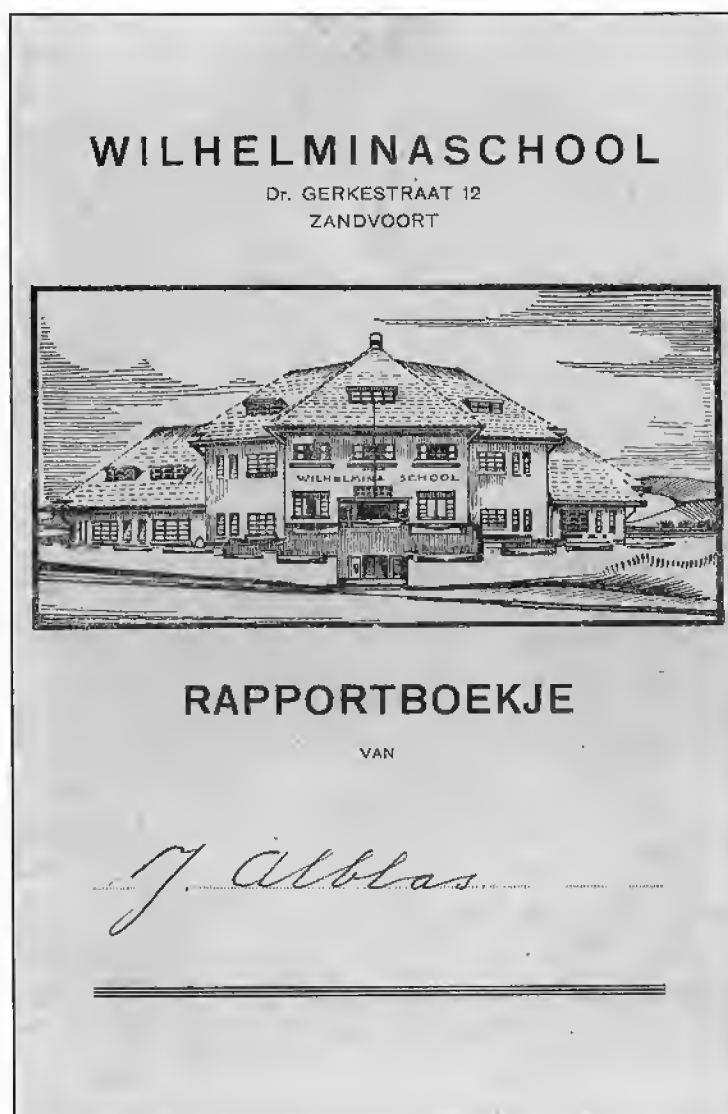 WILHELMINASCHOOL
Dr. GERKESTRAAT 12
ZANDVOORT
WILHELMINA SCHOOL
RAPPORTBOEKJE
VAN
J. Alblas